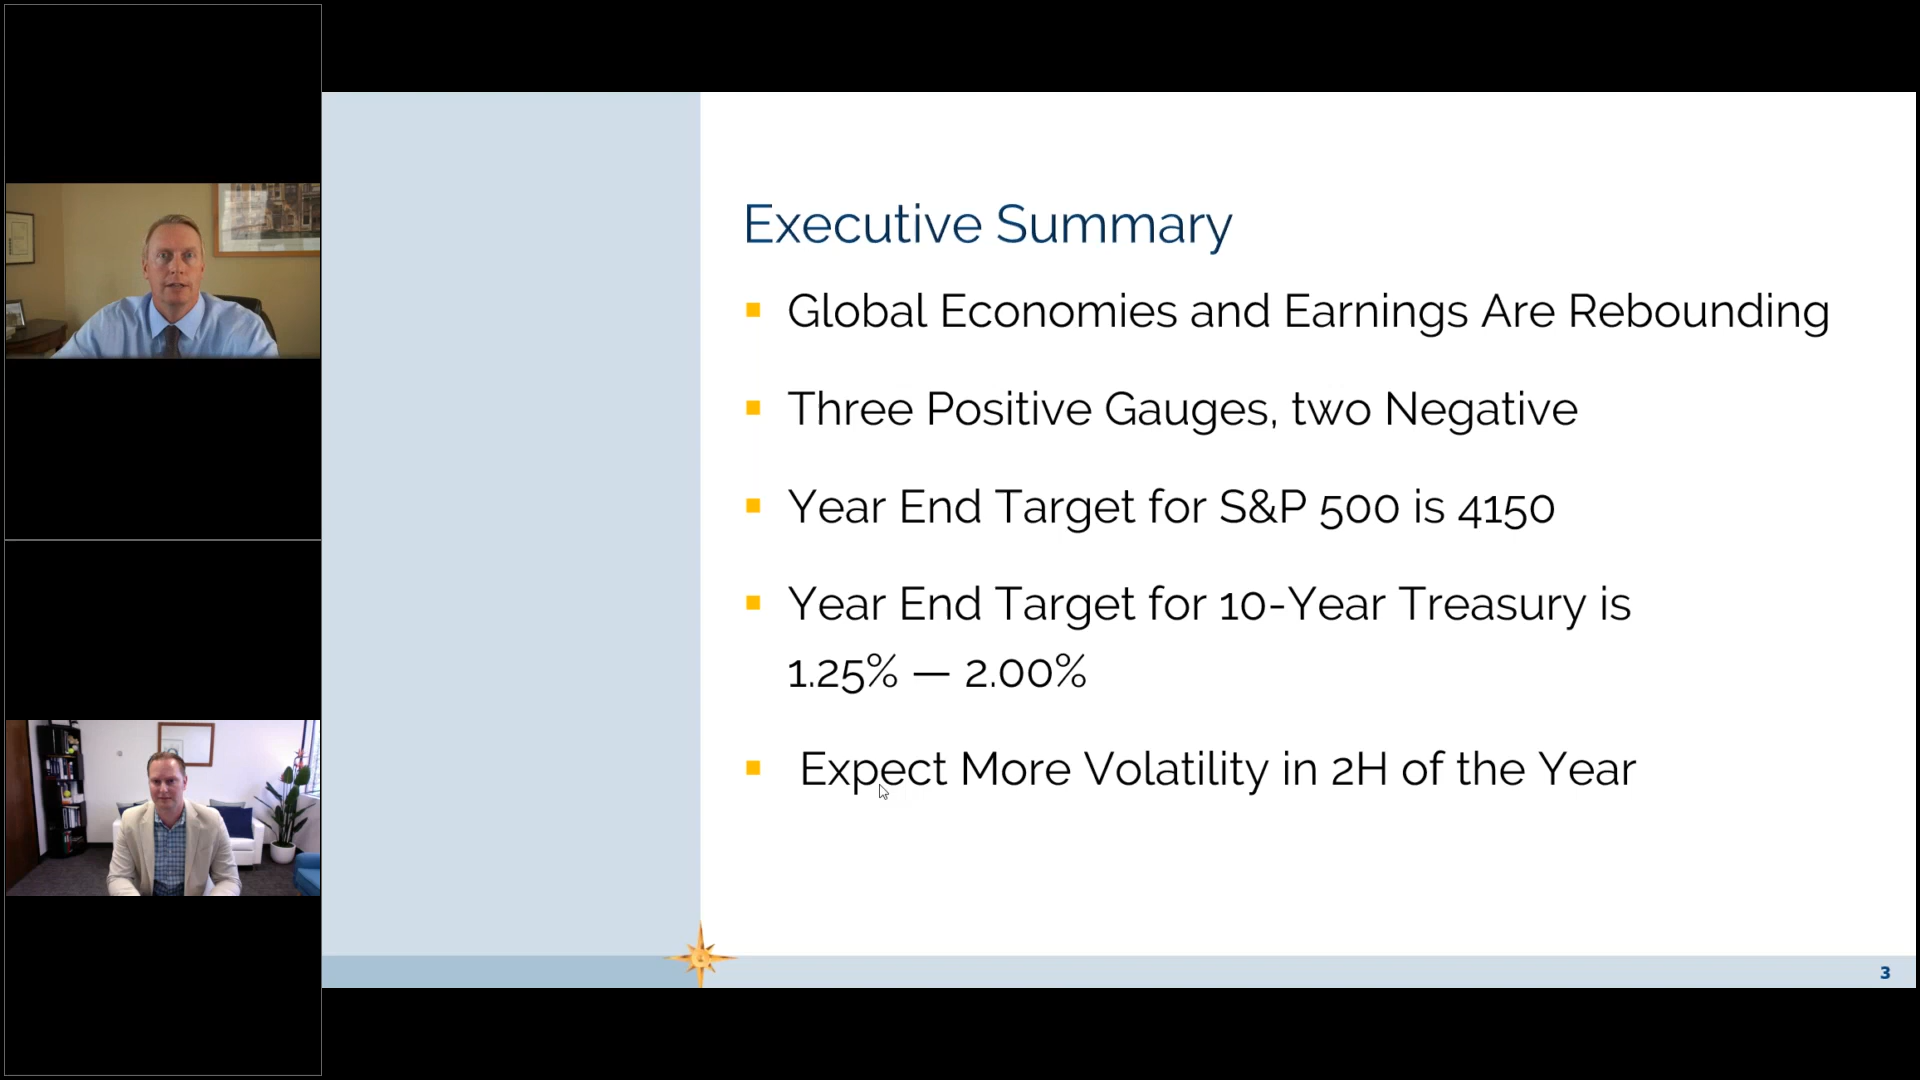 Executive Summary
Global Economies and Earnings Are Rebounding
Three Positive Gauges, two Negative
Year End Target for S&P 500 is 4150
Year End Target for 10-Year Treasury is
1.25% — 2.00%
Expect More Volatility in 2H of the Year
3